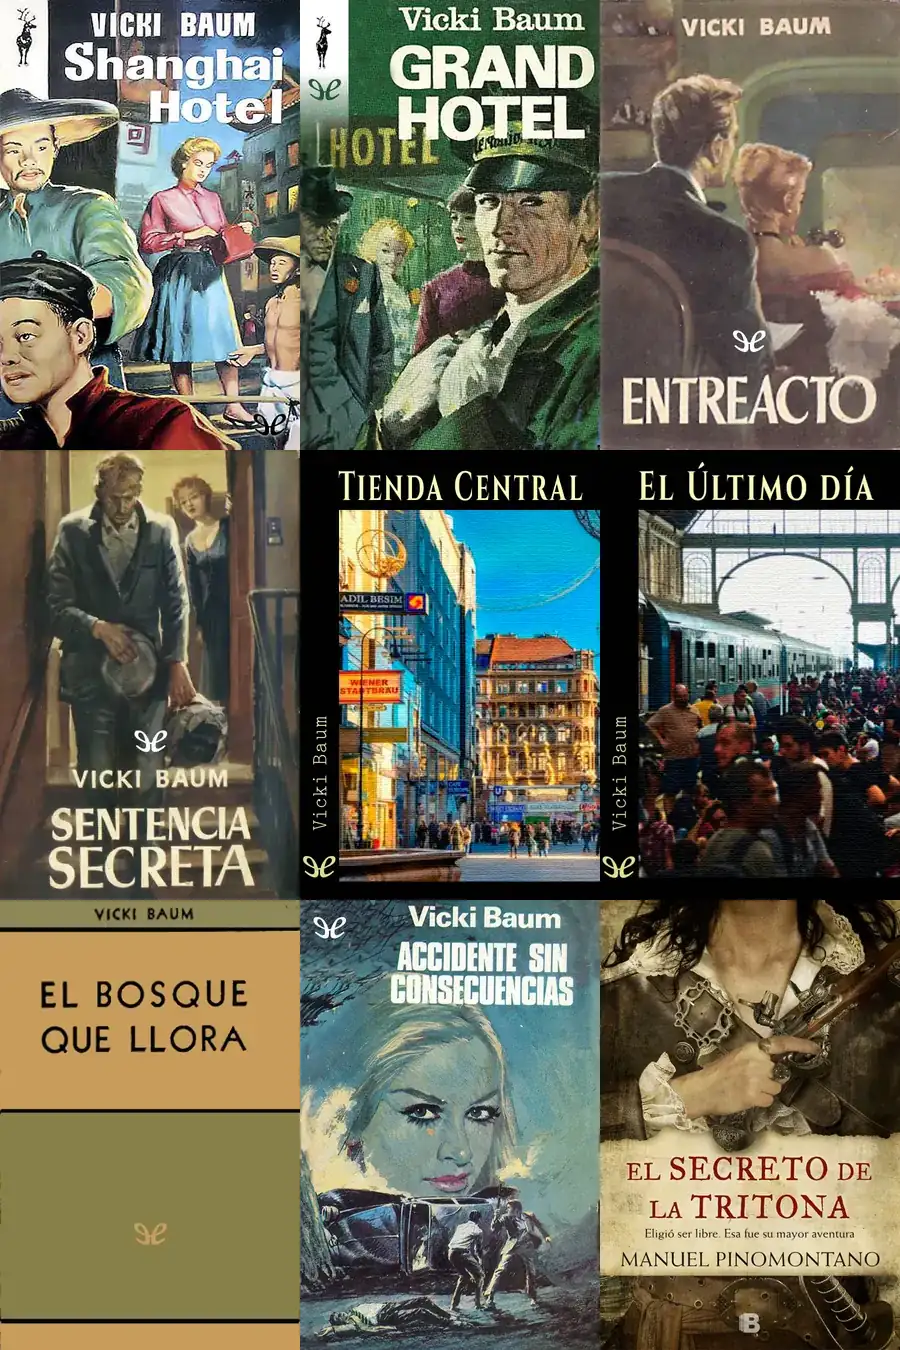 VICKI BAUM
Shanghai
Hotel
Vicki Baum
GRAND
HOTEL
HOTEL
VICKI BAUM
ENTREACTO
VICKI BAUM
SENTENCIA
SECRETA
TIENDA CENTRAL
ADIL BESIM
WIENER
STADTBRÄU
Vicki Baum
EL ÚLTIMO DÍA
Vicki Baum
VICKI BAUM
EL BOSQUE
QUE LLORA
Vicki Baum
ACCIDENTE SIN
CONSECUENCIAS
EL SECRETO DE
LA TRITONA
Eligió ser libre. Esa fue su mayor aventura
MANUEL PINOMONTANO
B